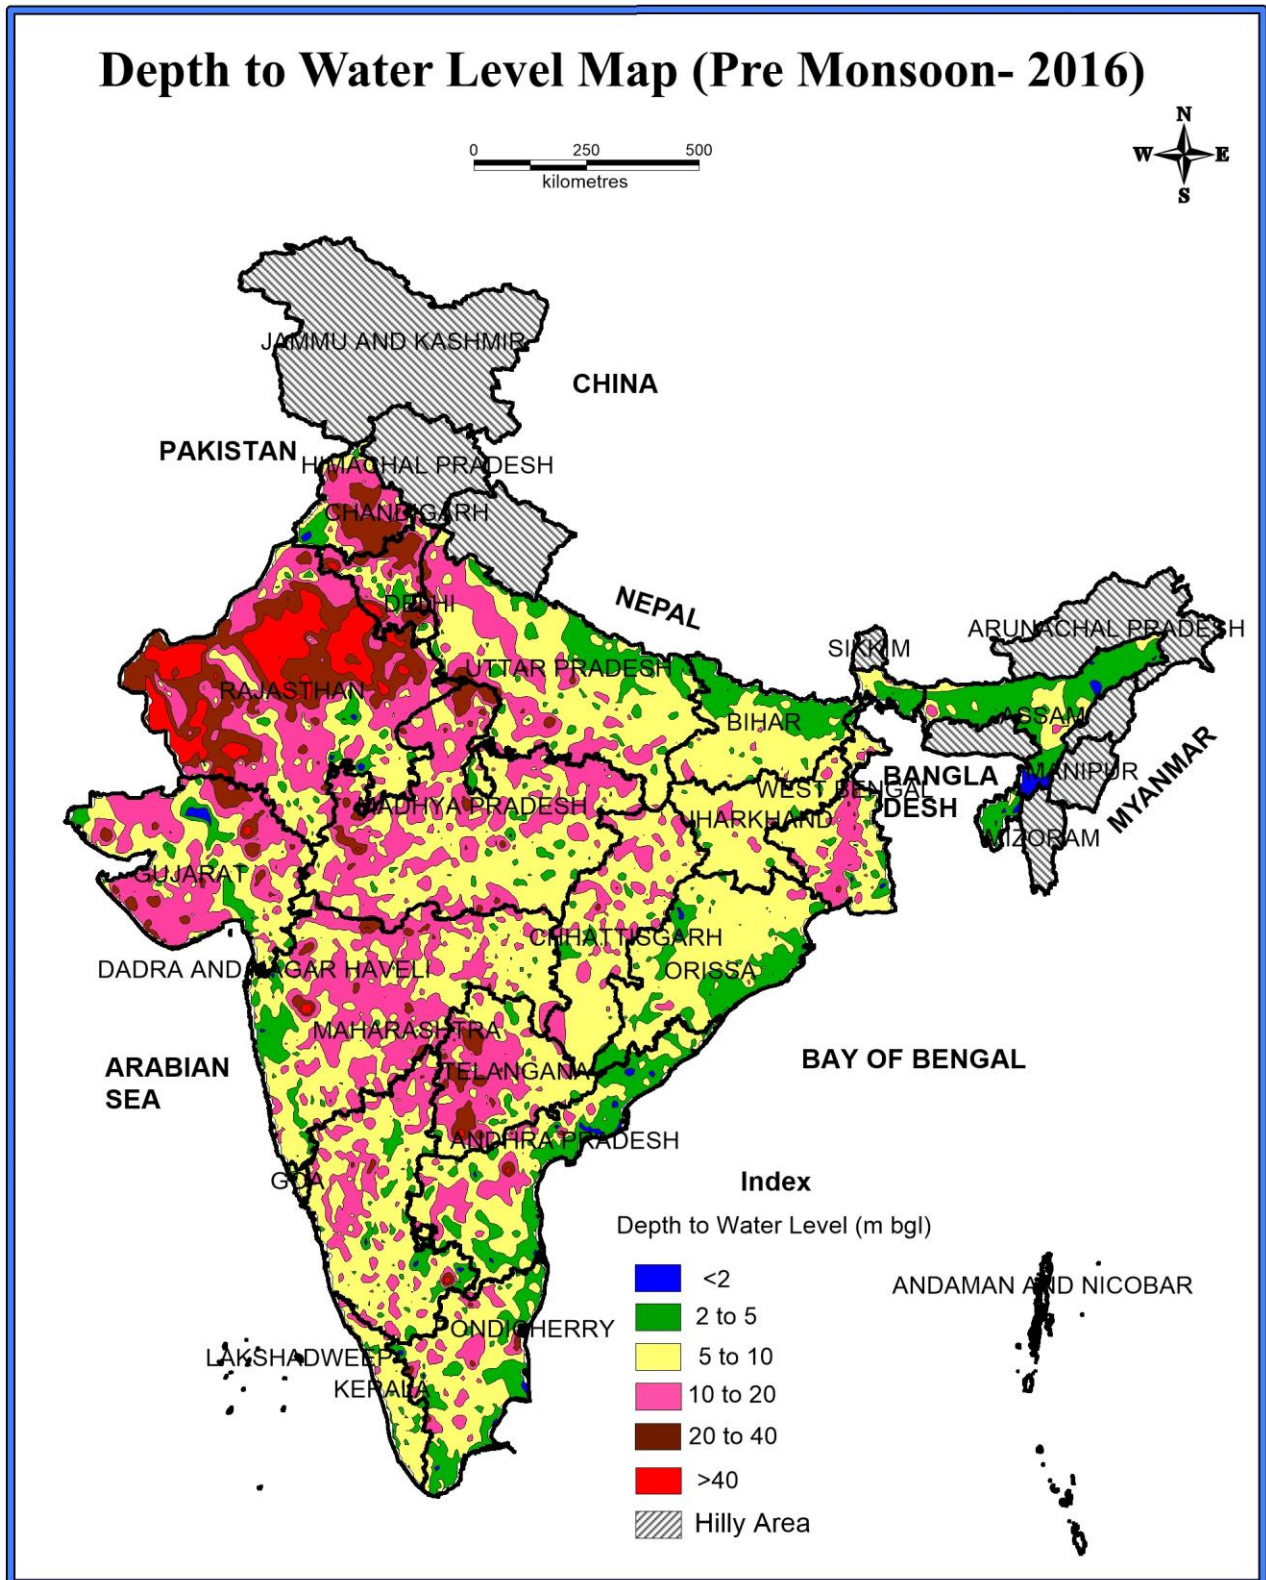 Depth to Water Level Map (Pre Monsoon- 2016)
N
W E
S
0 250 500
kilometres
JAMMU AND KASHMIR
CHINA
PAKISTAN
HIMACHAL PRADESH
CHANDIGARH
DELHI
NEPAL
ARUNACHAL PRADESH
SIKKIM
UTTAR PRADESH
RAJASTHAN
ASSAM
BIHAR
MANIPUR
BANGLA
DESH
WEST BENGAL
MYANMAR
MADHYA PRADESH
JHARKHAND
MIZORAM
GUJARAT
CHHATTISGARH
DADRA AND NAGAR HAVELI
ORISSA
MAHARASHTRA
ARABIAN
SEA
TELANGANA
BAY OF BENGAL
ANDHRA PRADESH
GOA
Index
Depth to Water Level (m bgl)
<2
2 to 5
5 to 10
10 to 20
20 to 40
>40
Hilly Area
ANDAMAN AND NICOBAR
PONDICHERRY
LAKSHADWEEP
KERALA